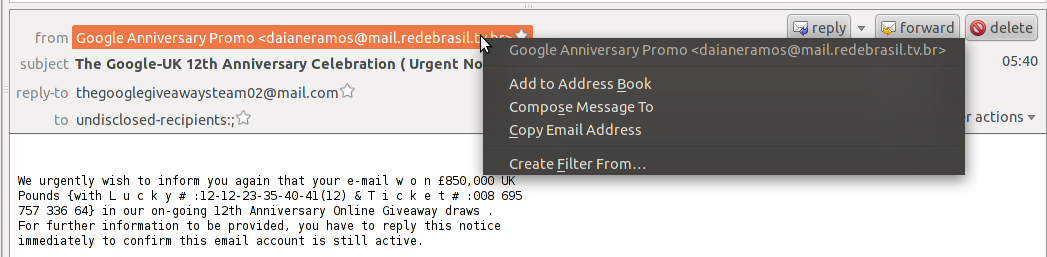 from Google Anniversary Promo <daianeramos@mail.redebrasil.tv.br> reply forward delete
Google Anniversary Promo <daianeramos@mail.redebrasil.tv.br>
subject The Google-UK 12th Anniversary Celebration ( Urgent No 05:40
Add to Address Book
reply-to thegooglegiveawaysteam02@mail.com
Compose Message To
to undisclosed-recipients:; r actions
Copy Email Address
Create Filter From...
We urgently wish to inform you again that your e-mail w o n £850,000 UK
Pounds {with L u c k y # :12-12-23-35-40-41(12) & T i c k e t # :008 695
757 336 64} in our on-going 12th Anniversary Online Giveaway draws .
For further information to be provided, you have to reply this notice
immediately to confirm this email account is still active.